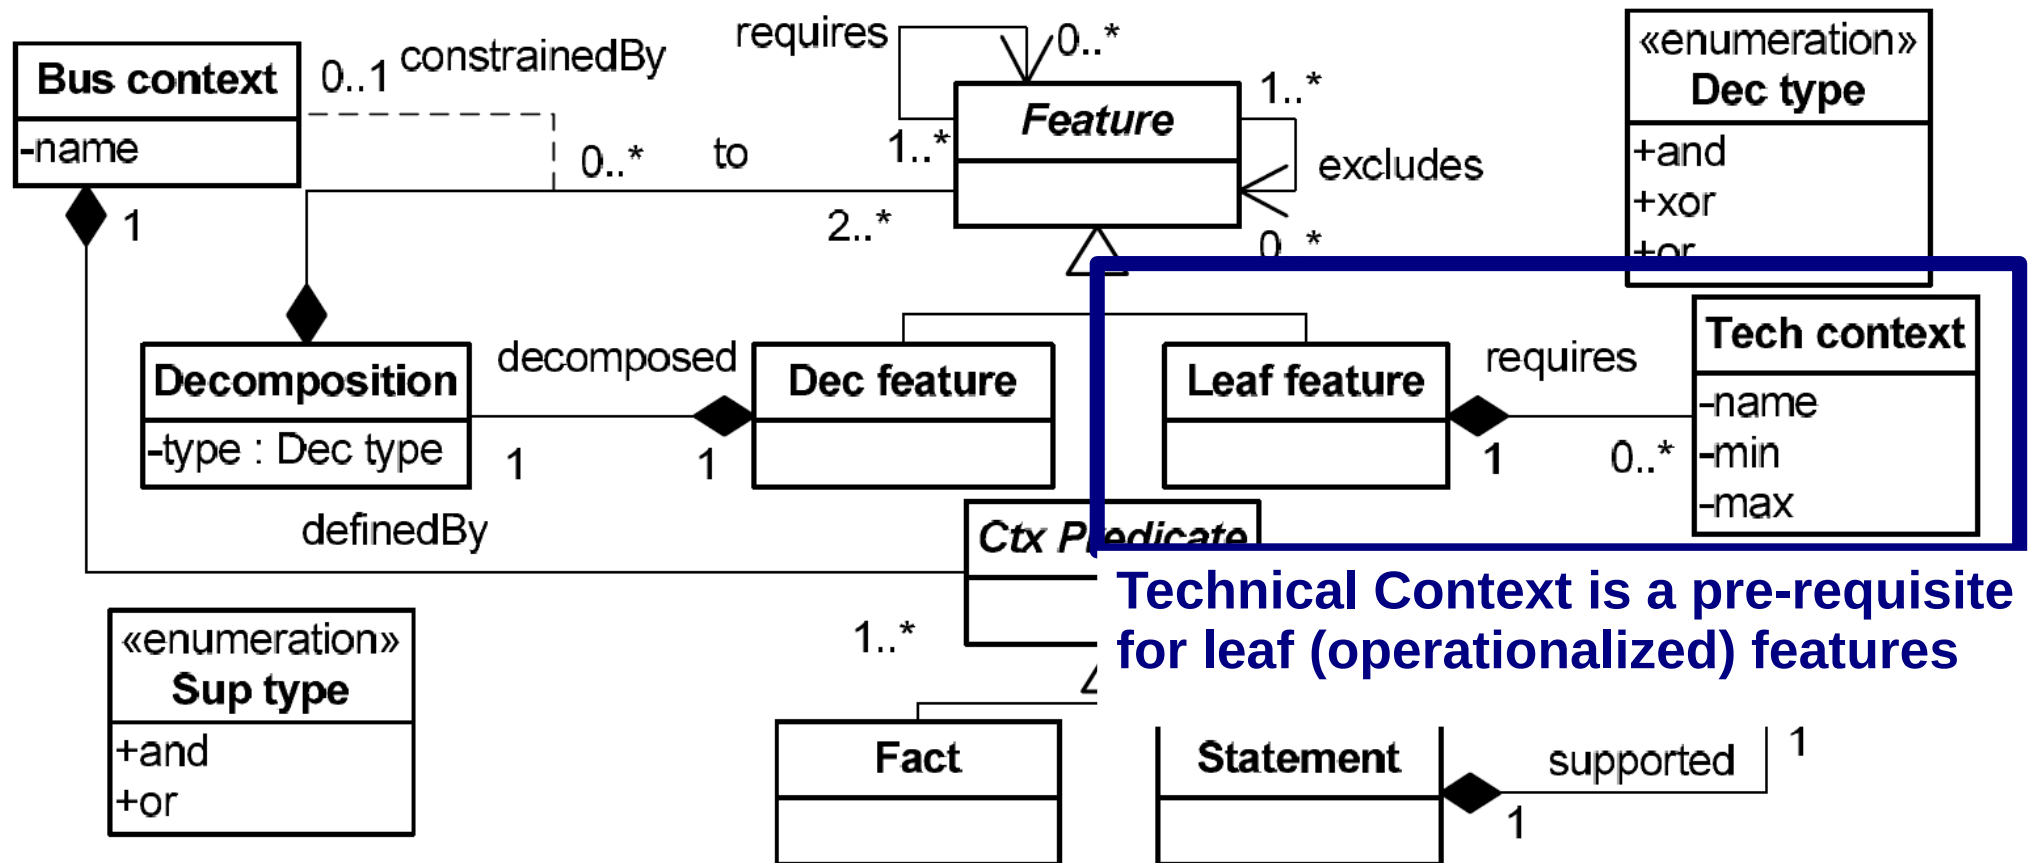 requires
0..*
«enumeration»
Dec type
+and
+xor
+or
Bus context
-name
0..1
constrainedBy
Feature
1..*
excludes
0..*
to
1..*
2..*
0..*
1
Decomposition
-type : Dec type
decomposed
1
1
Dec feature
Leaf feature
requires
1
0..*
Tech context
-name
-min
-max
definedBy
Ctx Predicate
1..*
Technical Context is a pre-requisite
for leaf (operationalized) features
«enumeration»
Sup type
+and
+or
Fact
Statement
supported
1
1